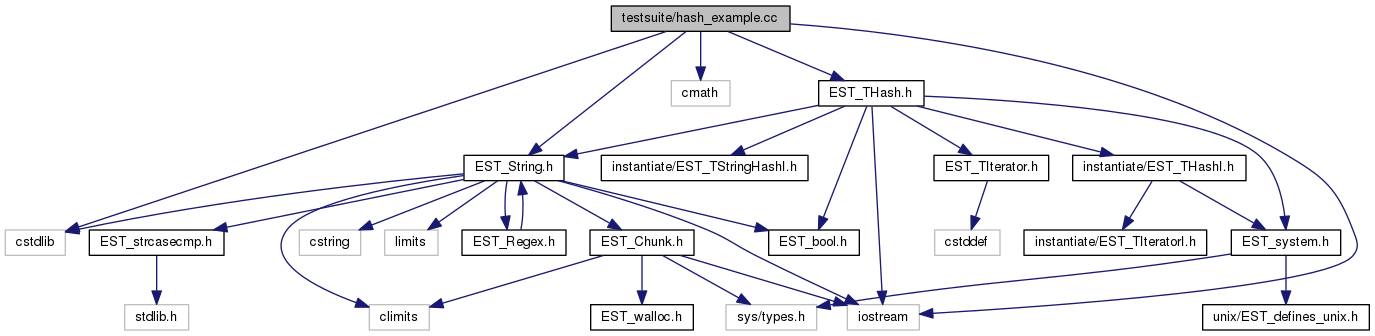 testsuite/hash_example.cc
cmath
EST_THash.h
EST_String.h
instantiate/EST_TStringHashI.h
EST_TIterator.h
instantiate/EST_THashI.h
cstdlib
EST_strcasecmp.h
cstring
limits
EST_Regex.h
EST_Chunk.h
EST_bool.h
cstddef
instantiate/EST_TIteratorI.h
EST_system.h
stdlib.h
climits
EST_walloc.h
sys/types.h
iostream
unix/EST_defines_unix.h